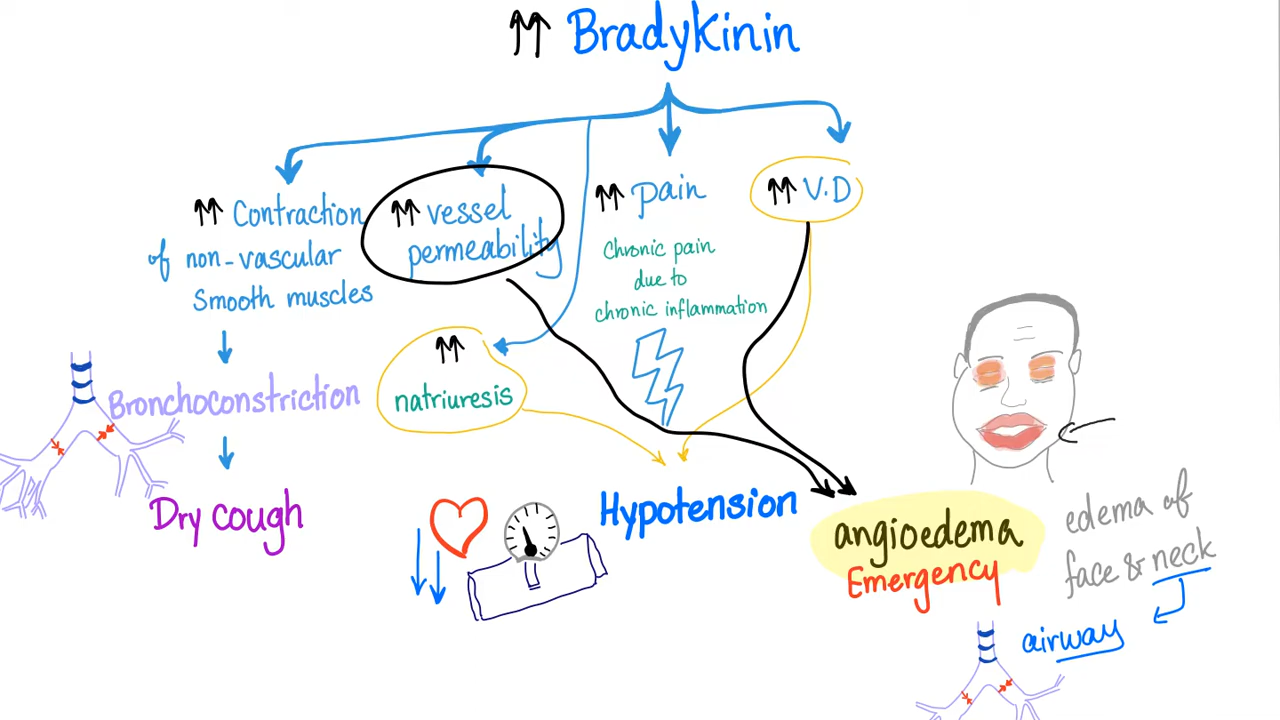 ↑↑ Bradykinin
↑↑ Contraction
of non-vascular
smooth muscles
↑↑ vessel
permeability
↑↑ pain
Chronic pain
due to
chronic inflammation
↑↑ V.D
↑↑
natriuresis
Bronchoconstriction
Dry cough
Hypotension
angioedema
Emergency
edema of
face & neck
airway